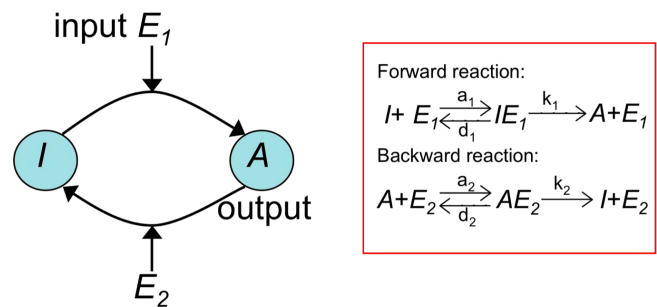 input E₁
I
A
output
E₂
Forward reaction:
I+ E₁ a₁ d₁ IE₁ k₁ A+E₁
Backward reaction:
A+E₂ a₂ d₂ AE₂ k₂ I+E₂